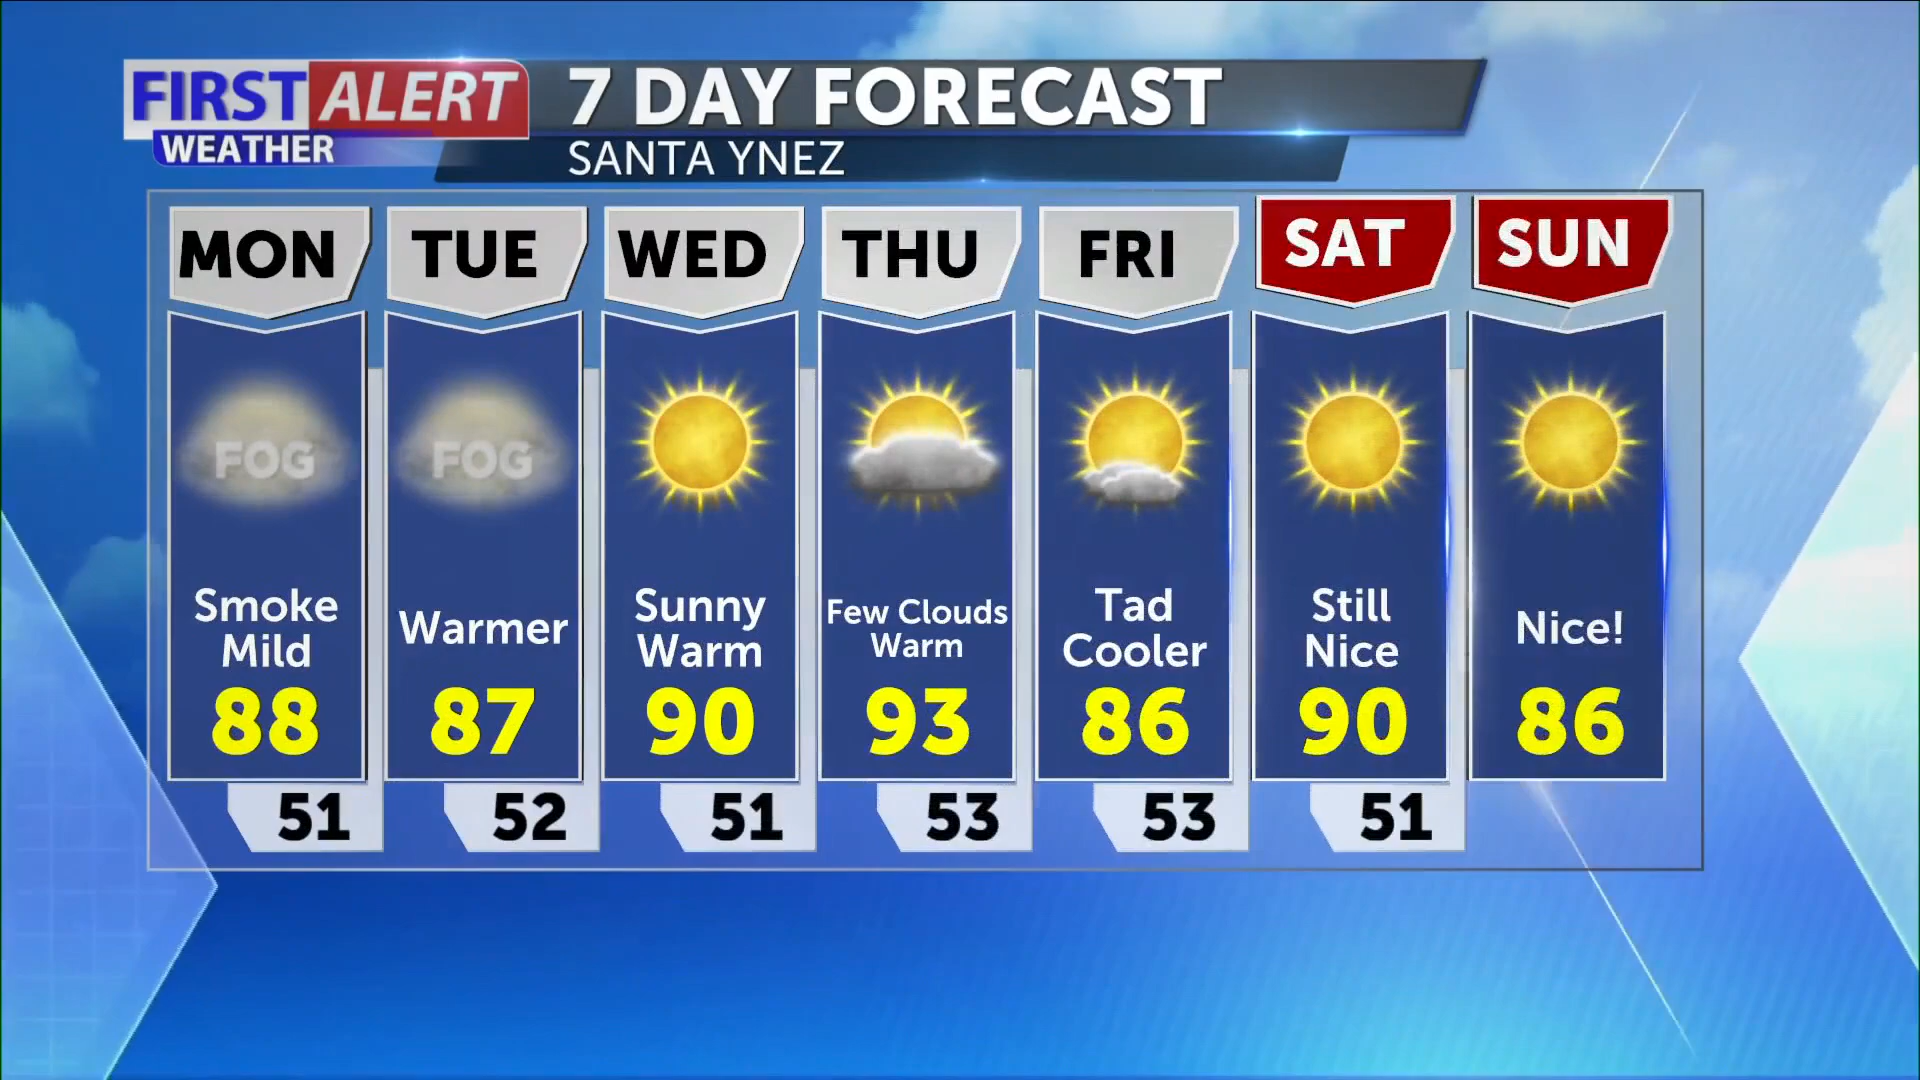 FIRST ALERT
WEATHER
7 DAY FORECAST
SANTA YNEZ
MON TUE WED THU FRI SAT SUN
FOG FOG
Smoke
Mild
Warmer
Sunny
Warm
Few Clouds
Warm
Tad
Cooler
Still
Nice
Nice!
88 87 90 93 86 90 86
51 52 51 53 53 51